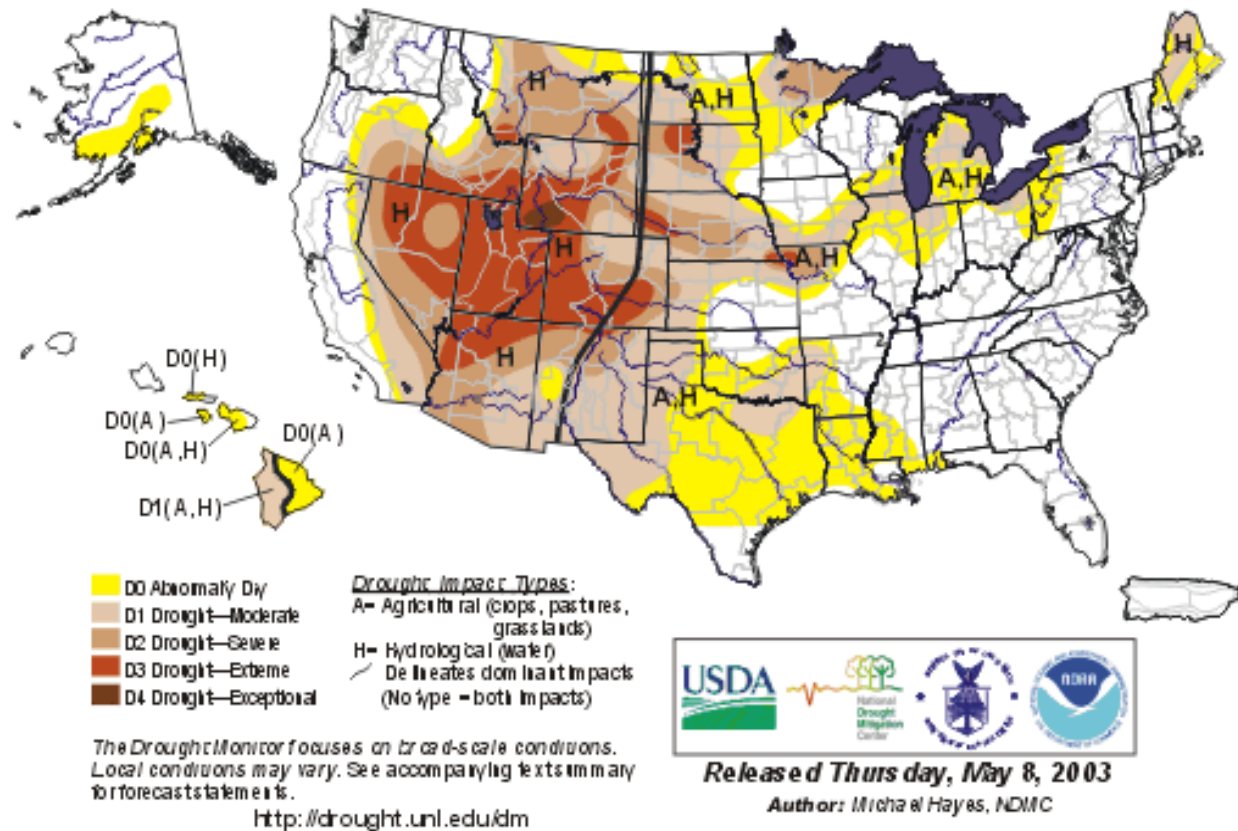 H
H
A,H
A,H
H
H
A,H
H
A,H
D0(H)
D0(A)
D0(A,H)
D0(A)
D1(A,H)
D0 Abnormally Dry
D1 Drought—Moderate
D2 Drought—Severe
D3 Drought—Extreme
D4 Drought—Exceptional
Drought Impact Types:
A= Agricultural (crops, pastures,
grasslands)
H= Hydrological (water)
Delineates dominant impacts
(No type = both impacts)
USDA
National
Drought
Mitigation
Center
NOAA
The Drought Monitor focuses on broad-scale conditions.
Local conditions may vary. See accompanying text summary
for forecast statements.
http://drought.unl.edu/dm
Released Thursday, May 8, 2003
Author: Michael Hayes, NDMC